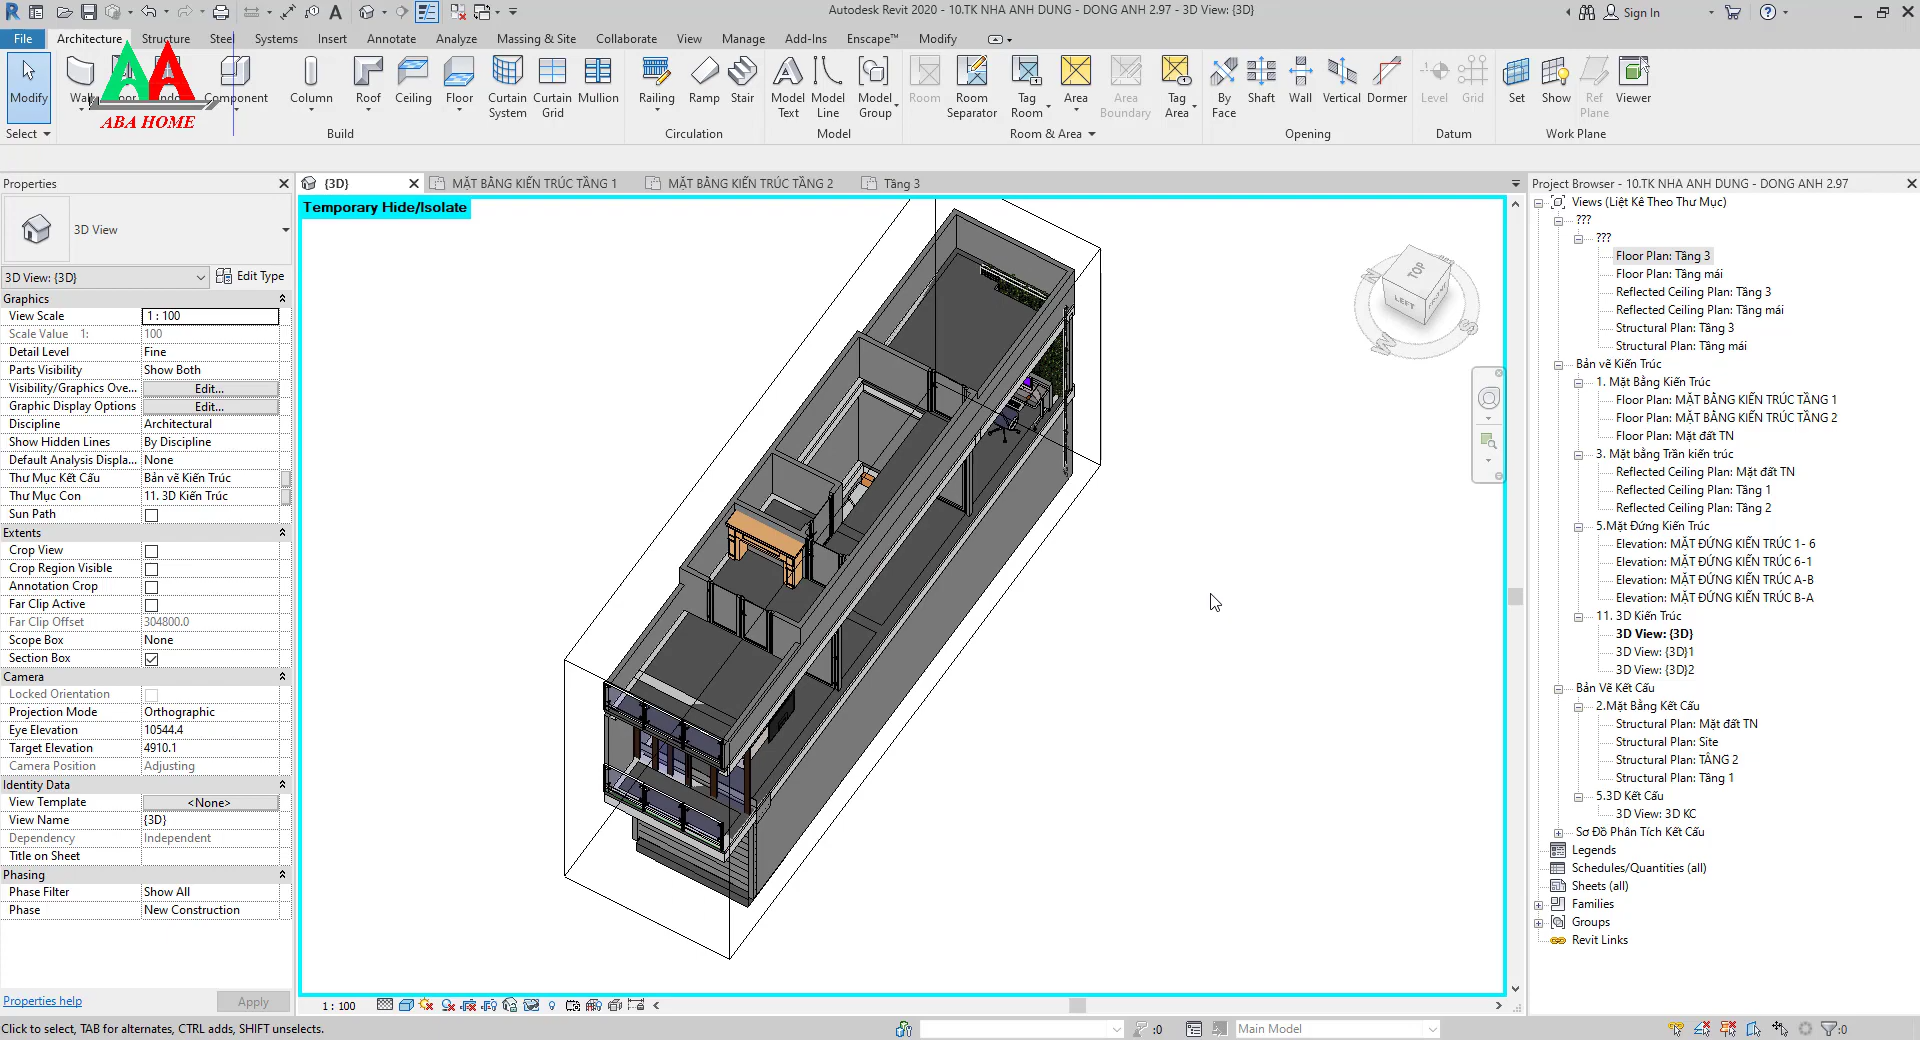 Autodesk Revit 2020 - 10.TK NHA ANH DUNG - DONG ANH 2.97 - 3D View: {3D}
Sign In
File Architecture Structure Steel Systems Insert Annotate Analyze Massing & Site Collaborate View Manage Add-Ins Enscape™ Modify
Modify Wall Component Column Roof Ceiling Floor Curtain System Curtain Grid Mullion Railing Ramp Stair Model Text Model Line Model Group Room Room Separator Tag Room Area Area Boundary Tag Area By Face Shaft Wall Vertical Dormer Level Grid Set Show Ref Plane Viewer
AA
ABA HOME
Select Build Circulation Model Room & Area Opening Datum Work Plane
Properties
{3D} MẶT BẰNG KIẾN TRÚC TẦNG 1 MẶT BẰNG KIẾN TRÚC TẦNG 2 Tầng 3
Project Browser - 10.TK NHA ANH DUNG - DONG ANH 2.97
3D View
3D View: {3D} Edit Type
Graphics
View Scale 1 : 100
Scale Value 1: 100
Detail Level Fine
Parts Visibility Show Both
Visibility/Graphics Ove... Edit...
Graphic Display Options Edit...
Discipline Architectural
Show Hidden Lines By Discipline
Default Analysis Displa... None
Thư Mục Kết Cấu Bản vẽ Kiến Trúc
Thư Mục Con 11. 3D Kiến Trúc
Sun Path
Extents
Crop View
Crop Region Visible
Annotation Crop
Far Clip Active
Far Clip Offset 304800.0
Scope Box None
Section Box
Camera
Locked Orientation
Projection Mode Orthographic
Eye Elevation 10544.4
Target Elevation 4910.1
Camera Position Adjusting
Identity Data
View Template <None>
View Name {3D}
Dependency Independent
Title on Sheet
Phasing
Phase Filter Show All
Phase New Construction
Properties help Apply
Temporary Hide/Isolate
TOP
LEFT FRONT
N
W
S
1 : 100
Views (Liệt Kê Theo Thư Mục)
???
???
Floor Plan: Tầng 3
Floor Plan: Tầng mái
Reflected Ceiling Plan: Tầng 3
Reflected Ceiling Plan: Tầng mái
Structural Plan: Tầng 3
Structural Plan: Tầng mái
Bản vẽ Kiến Trúc
1. Mặt Bằng Kiến Trúc
Floor Plan: MẶT BẰNG KIẾN TRÚC TẦNG 1
Floor Plan: MẶT BẰNG KIẾN TRÚC TẦNG 2
Floor Plan: Mặt đất TN
3. Mặt bằng Trần kiến trúc
Reflected Ceiling Plan: Mặt đất TN
Reflected Ceiling Plan: Tầng 1
Reflected Ceiling Plan: Tầng 2
5.Mặt Đứng Kiến Trúc
Elevation: MẶT ĐỨNG KIẾN TRÚC 1- 6
Elevation: MẶT ĐỨNG KIẾN TRÚC 6-1
Elevation: MẶT ĐỨNG KIẾN TRÚC A-B
Elevation: MẶT ĐỨNG KIẾN TRÚC B-A
11. 3D Kiến Trúc
3D View: {3D}
3D View: {3D}1
3D View: {3D}2
Bản Vẽ Kết Cấu
2.Mặt Bằng Kết Cấu
Structural Plan: Mặt đất TN
Structural Plan: Site
Structural Plan: TẦNG 2
Structural Plan: Tầng 1
5.3D Kết Cấu
3D View: 3D KC
Sơ Đồ Phân Tích Kết Cấu
Legends
Schedules/Quantities (all)
Sheets (all)
Families
Groups
Revit Links
Click to select, TAB for alternates, CTRL adds, SHIFT unselects. :0 Main Model :0